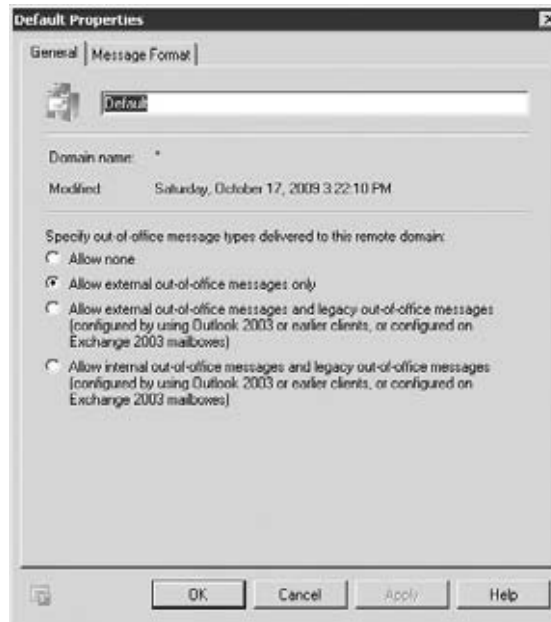 Default Properties
General
Message Format
Default
Domain name: *
Modified: Saturday, October 17, 2009 3:22:10 PM
Specify out-of-office message types delivered to this remote domain:
Allow none
Allow external out-of-office messages only
Allow external out-of-office messages and legacy out-of-office messages
(configured by using Outlook 2003 or earlier clients, or configured on
Exchange 2003 mailboxes)
Allow internal out-of-office messages and legacy out-of-office messages
(configured by using Outlook 2003 or earlier clients, or configured on
Exchange 2003 mailboxes)
OK
Cancel
Apply
Help